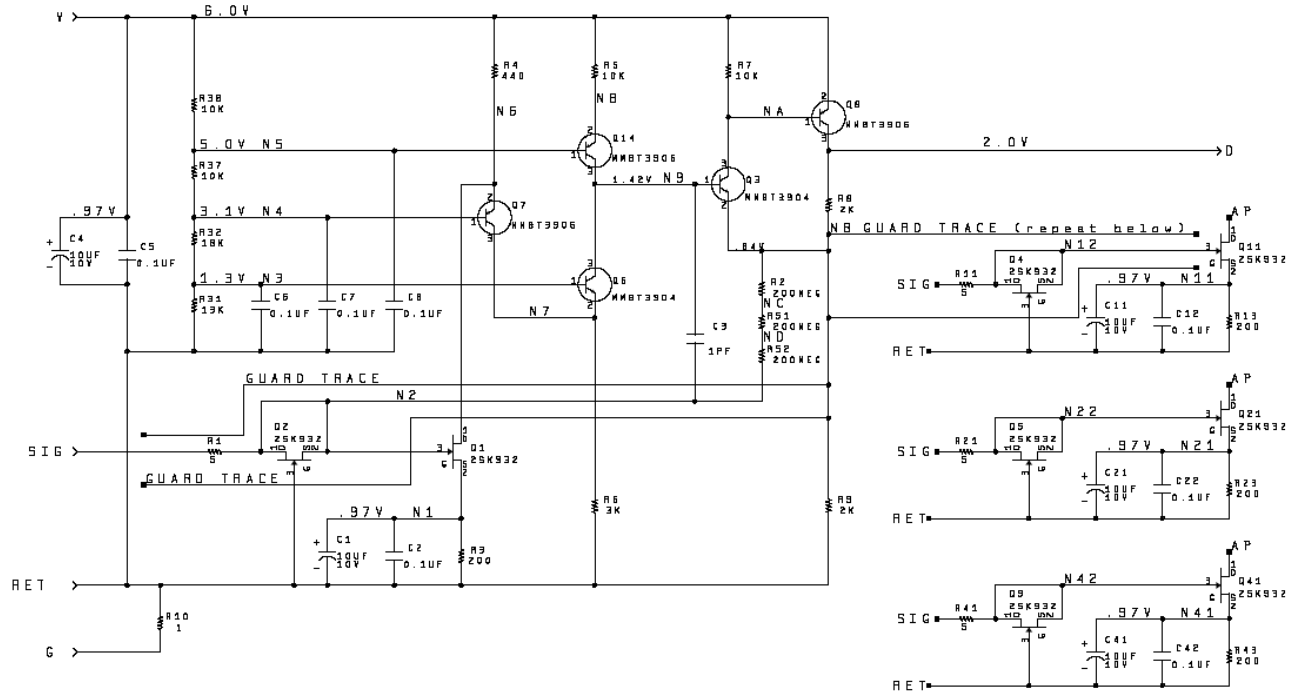 V 6.0V
R4 440
R5 10K
R7 10K
Q8 MMBT3906
R38 10K
N6
N8
NA
5.0V N5
Q14 MMBT3906
2.0V D
R37 10K
1.42V N9
Q3 MMBT3904
R8 2K
.97V
3.1V N4
Q7 MMBT3906
N8 GUARD TRACE (repeat below)
AP
C4 10UF 10V
C5 0.1UF
R32 18K
.84V
N12
Q11 2SK932
1.3V N3
Q6 MMBT3904
R2 200MEG
SIG R11 5
Q4 2SK932
.97V N11
R31 13K
C6 0.1UF
C7 0.1UF
C8 0.1UF
N7
NC
R51 200MEG
ND
R52 200MEG
C3 1PF
C11 10UF 10V
C12 0.1UF
R13 200
RET
GUARD TRACE
N2
AP
Q2 2SK932
N22
Q21 2SK932
SIG R1 5
Q1 2SK932
SIG R21 5
Q5 2SK932
.97V N21
GUARD TRACE
C21 10UF 10V
C22 0.1UF
R23 200
R6 3K
R9 2K
.97V N1
RET
C1 10UF 10V
C2 0.1UF
R3 200
AP
RET
N42
Q41 2SK932
R10 1
SIG R41 5
Q9 2SK932
.97V N41
G
C41 10UF 10V
C42 0.1UF
R43 200
RET